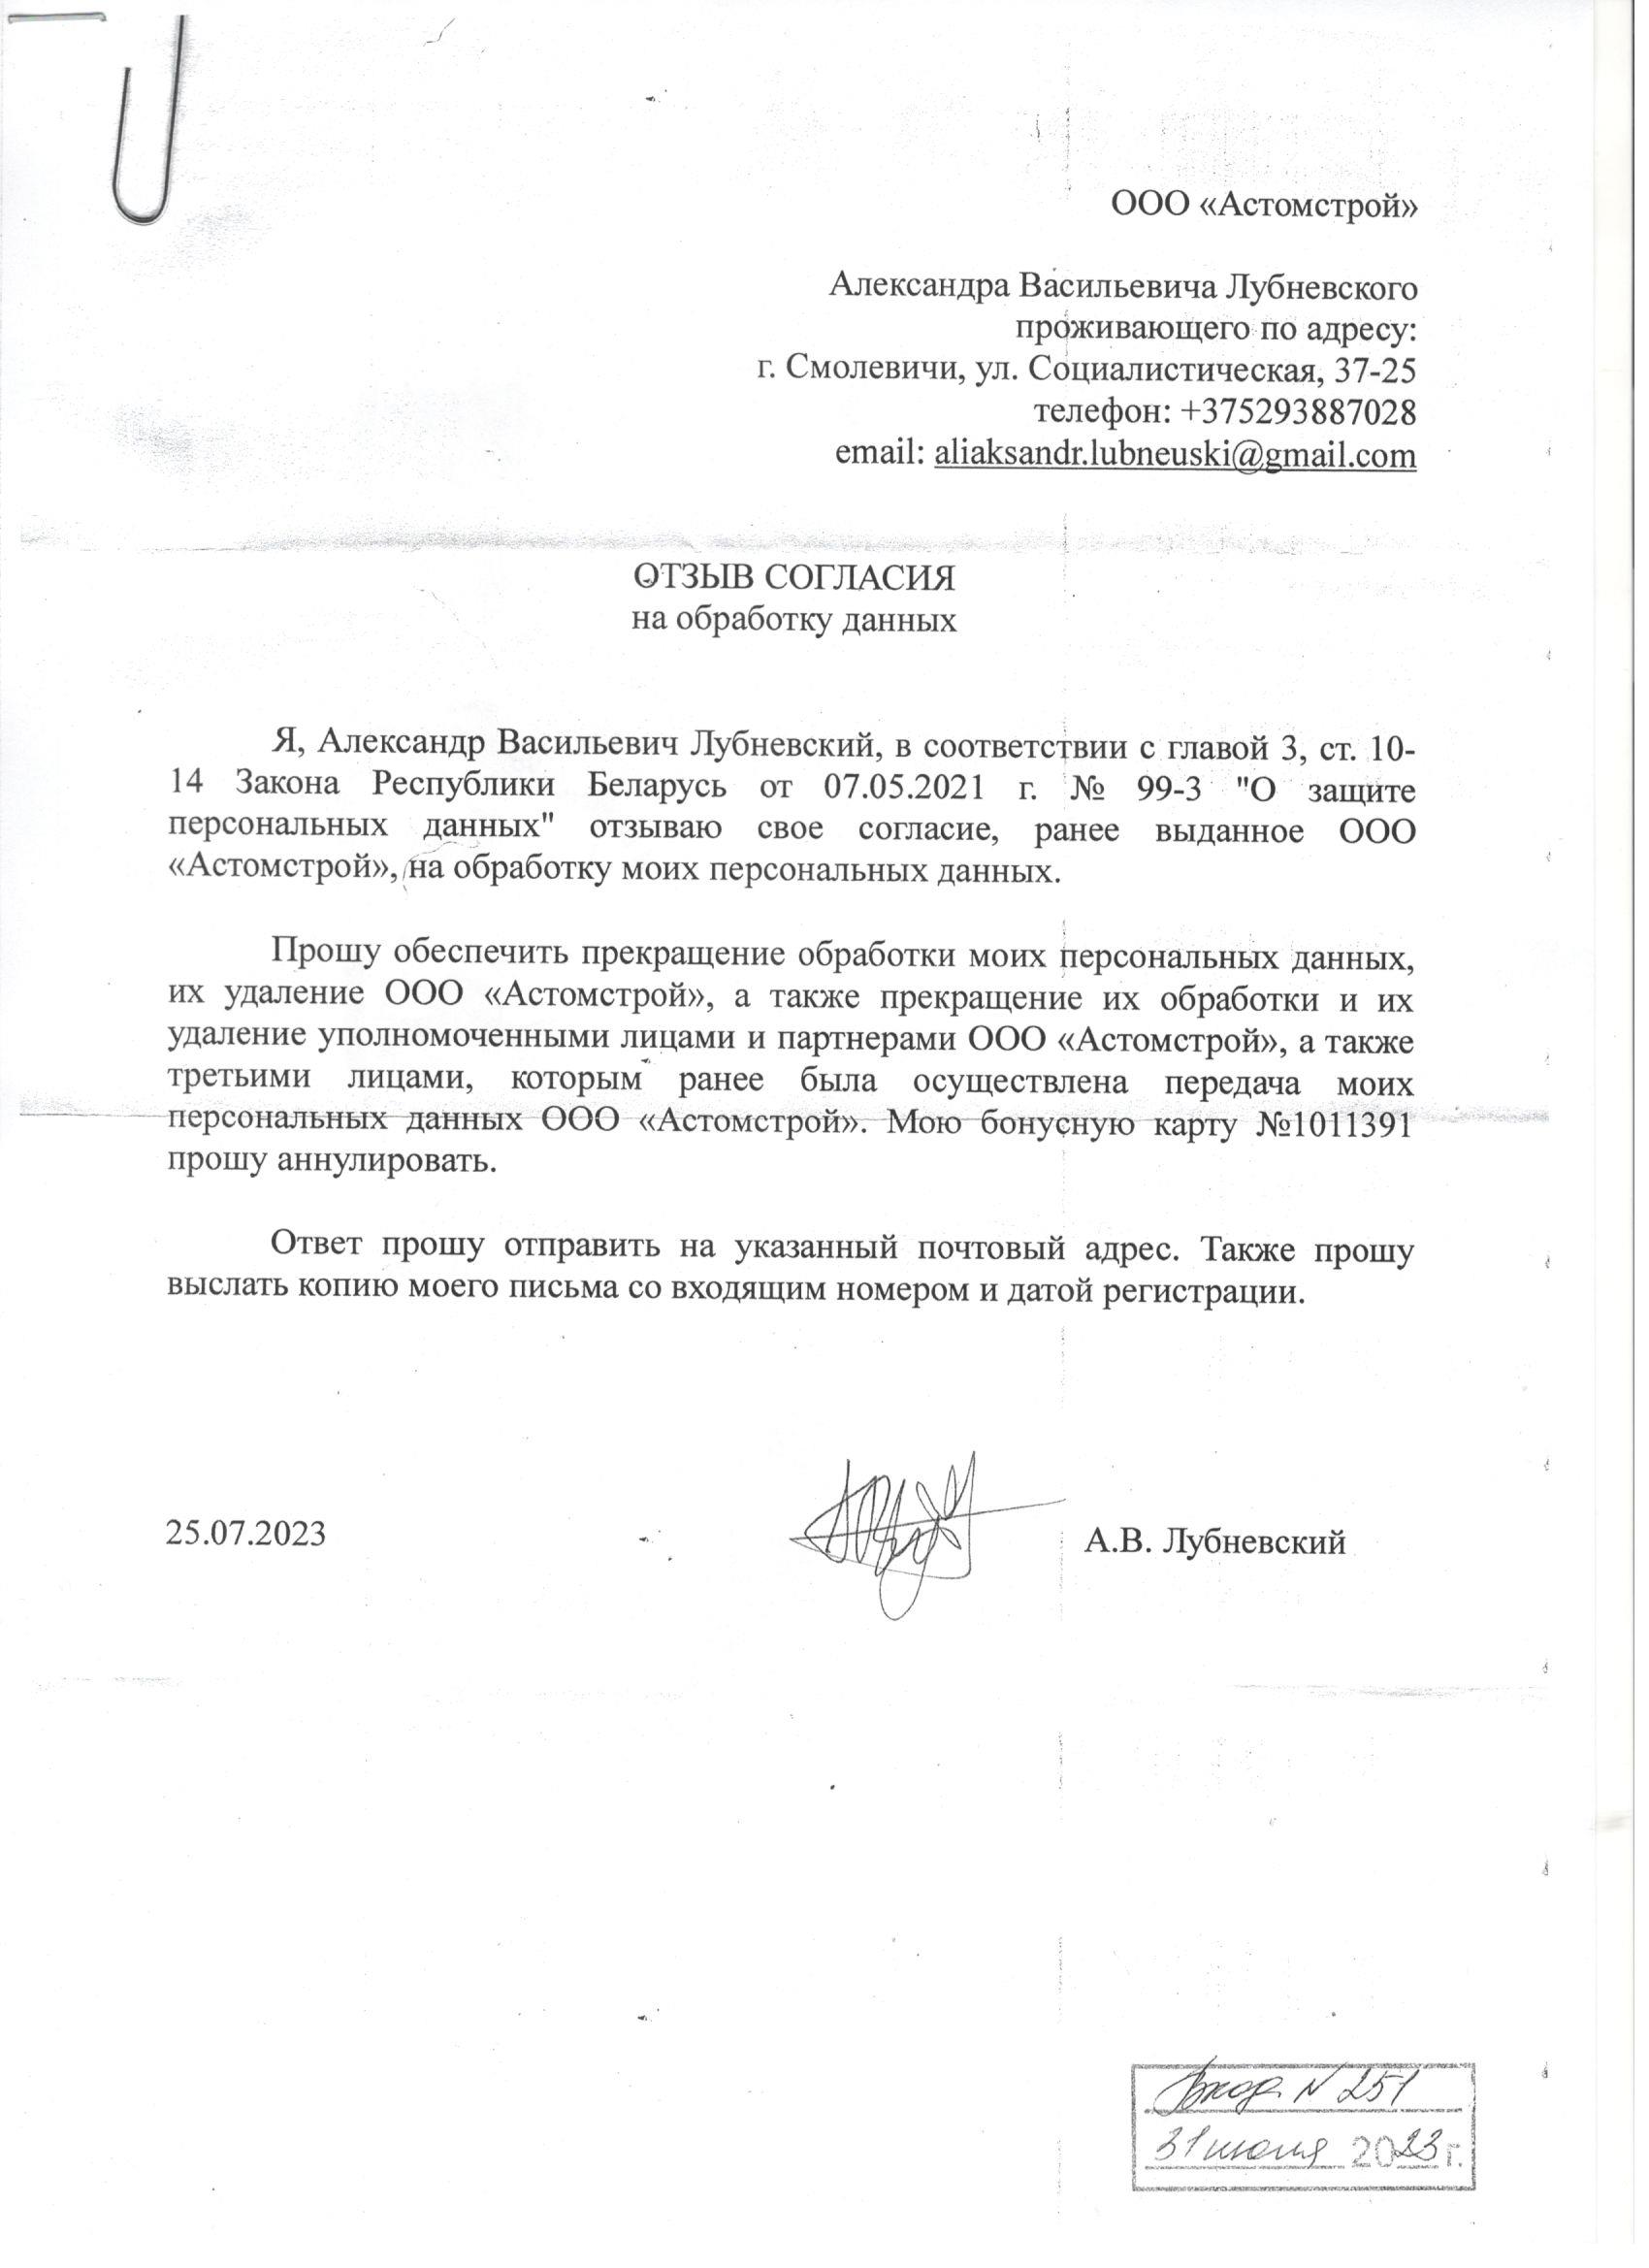 ООО «Астомстрой»
Александра Васильевича Лубневского
проживающего по адресу:
г. Смолевичи, ул. Социалистическая, 37-25
телефон: +375293887028
email: aliaksandr.lubneuski@gmail.com
ОТЗЫВ СОГЛАСИЯ
на обработку данных
Я, Александр Васильевич Лубневский, в соответствии с главой 3, ст. 10-
14 Закона Республики Беларусь от 07.05.2021 г. № 99-З "О защите
персональных данных" отзываю свое согласие, ранее выданное ООО
«Астомстрой», на обработку моих персональных данных.
Прошу обеспечить прекращение обработки моих персональных данных,
их удаление ООО «Астомстрой», а также прекращение их обработки и их
удаление уполномоченными лицами и партнерами ООО «Астомстрой», а также
третьими лицами, которым ранее была осуществлена передача моих
персональных данных ООО «Астомстрой». Мою бонусную карту №1011391
прошу аннулировать.
Ответ прошу отправить на указанный почтовый адрес. Также прошу
выслать копию моего письма со входящим номером и датой регистрации.
25.07.2023 А.В. Лубневский
Вход. N 251
31 июля 2023 г.